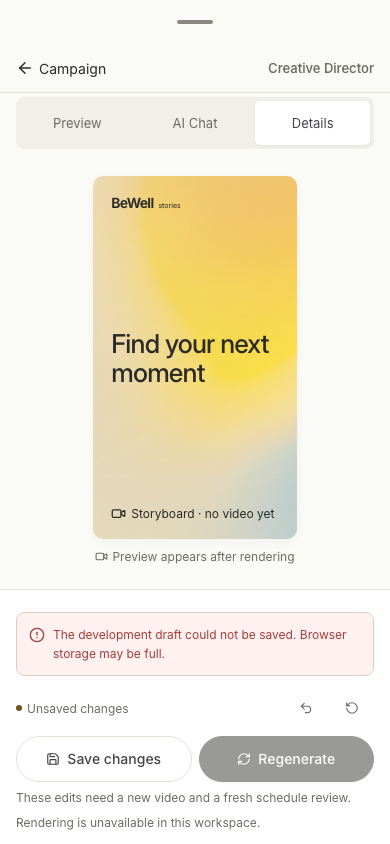 Campaign
Creative Director
Preview
AI Chat
Details
BeWell stories
Find your next
moment
Storyboard · no video yet
Preview appears after rendering
The development draft could not be saved. Browser
storage may be full.
Unsaved changes
Save changes
Regenerate
These edits need a new video and a fresh schedule review.
Rendering is unavailable in this workspace.